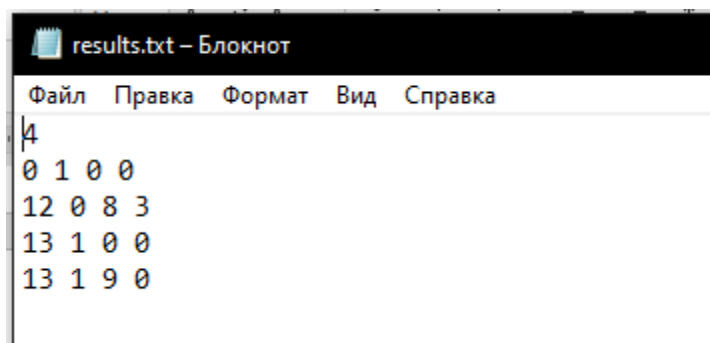 results.txt – Блокнот
Файл Правка Формат Вид Справка
4
0 1 0 0
12 0 8 3
13 1 0 0
13 1 9 0